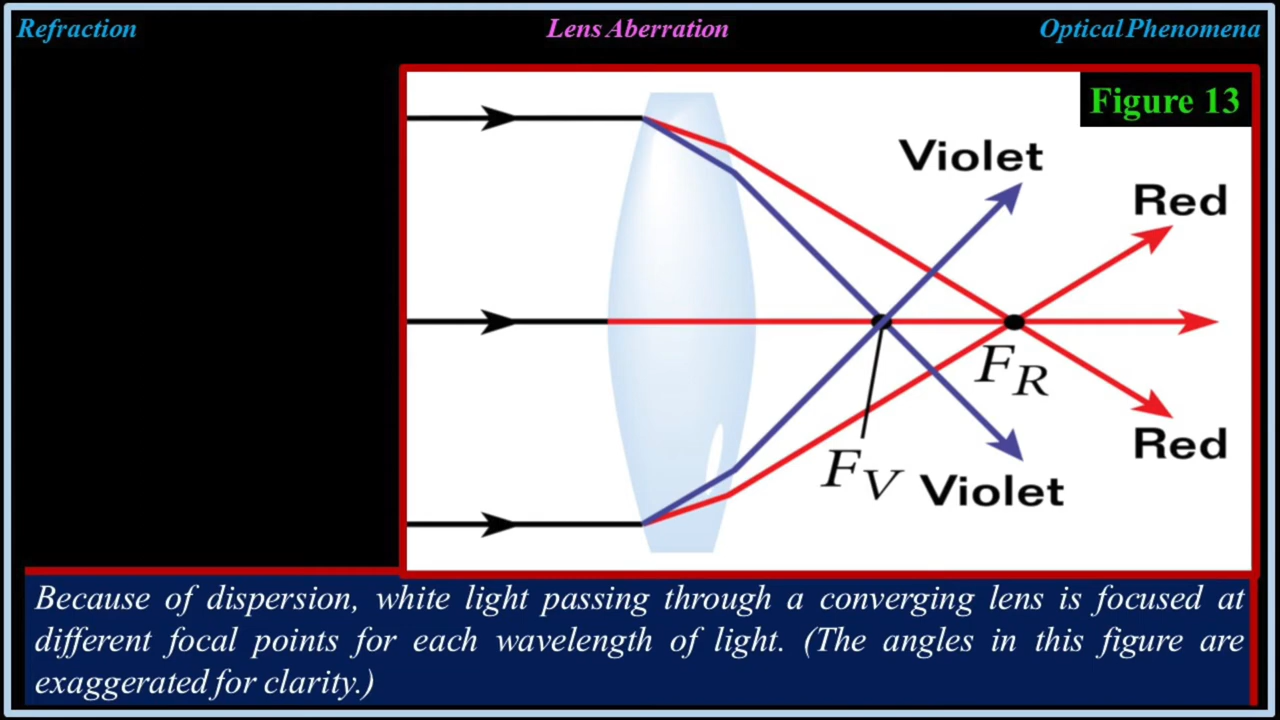 Refraction
Lens Aberration
Optical Phenomena
Figure 13
Violet
Red
F_R
Red
F_V
Violet
Because of dispersion, white light passing through a converging lens is focused at
different focal points for each wavelength of light. (The angles in this figure are
exaggerated for clarity.)